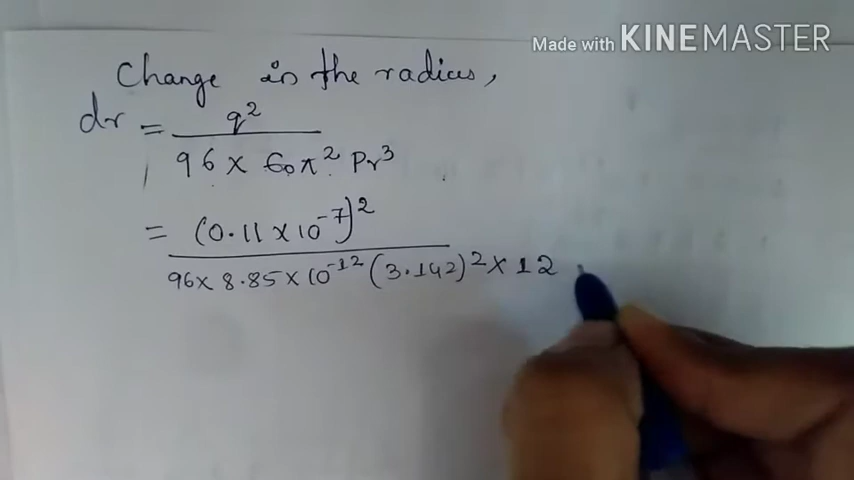 Made with KINEMASTER
Change in the radius,
dr = q² / 96 × ϵ₀π² Pr³
= (0.11 × 10⁻⁷)² / 96 × 8.85 × 10⁻¹² (3.142)² × 12